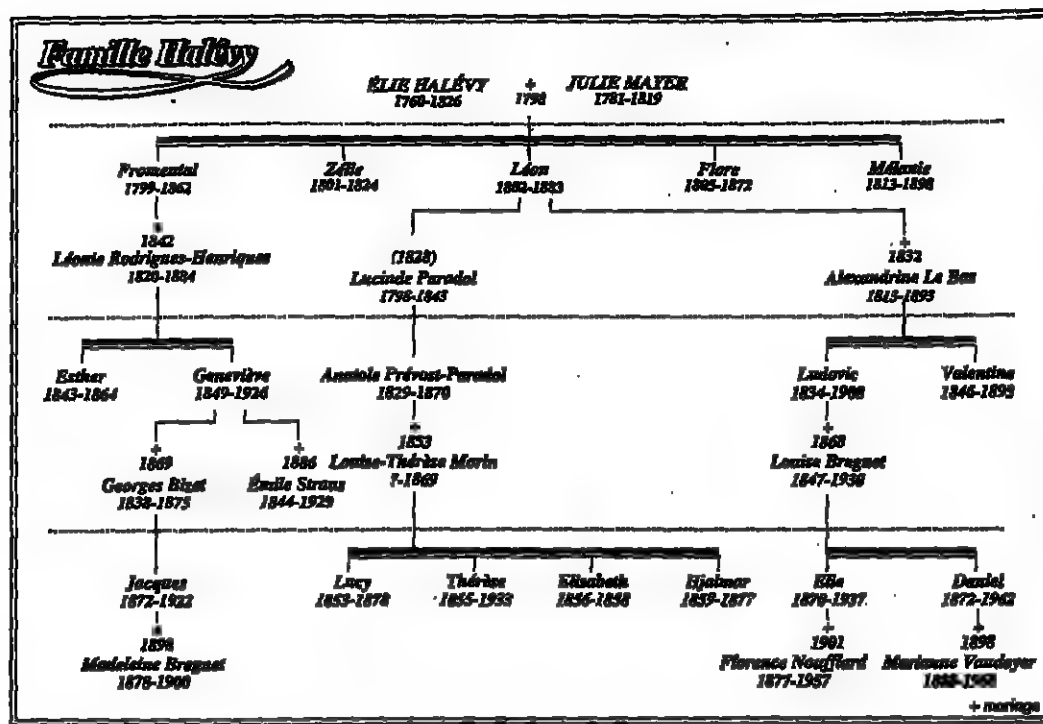 Famille Halévy
ÉLIE HALÉVY + JULIE MAYER
1760-1826 1798 1781-1819
Fromental Zélie Léon Flore Mélanie
1799-1862 1801-1824 1802-1883 1805-1872 1813-1898
1842 (1828) + 1832
Léonie Rodrigues-Henriques Lucinde Paradol Alexandrine Le Bas
1820-1884 1798-1843 1813-1893
Esther Geneviève Anatole Prévost-Paradol Ludovic Valentine
1843-1864 1849-1926 1829-1870 1834-1908
+ + + +
1869 1886 1853 1868
Georges Bizet Émile Straus Louise-Thérèse Morin Louise Breguet
1838-1875 1844-1929 ?-1869 1847-1930
Jacques Lucy Thérèse Elisabeth Hjalmar Elie Daniel
1872-1922 1853-1878 1855-1933 1856-1858 1859-1877 1870-1937 1872-1962
1898 + 1901 + 1898
Madeleine Breguet Florence Noufflard Marianne Vaudoyer
1878-1900 1877-1957
+ mariage